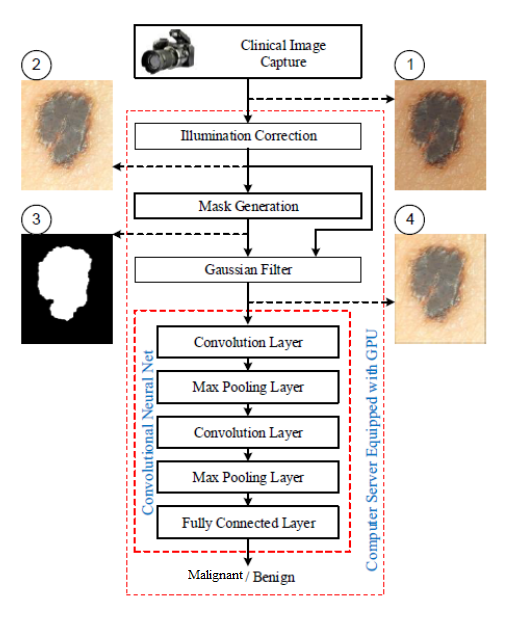 Clinical Image
Capture
2
1
Illumination Correction
Mask Generation
3
4
Gaussian Filter
Convolution Layer
Max Pooling Layer
Convolution Layer
Max Pooling Layer
Fully Connected Layer
Convolutional Neural Net
Computer Server Equipped with GPU
Malignant / Benign